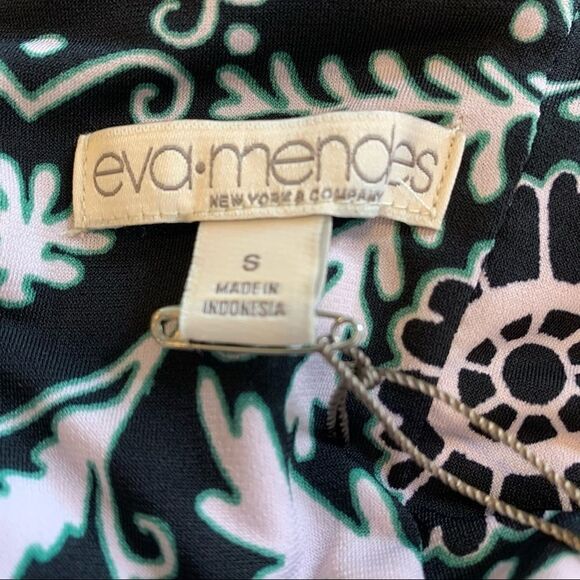 eva·mendes
NEW YORK & COMPANY
S
MADE IN
INDONESIA